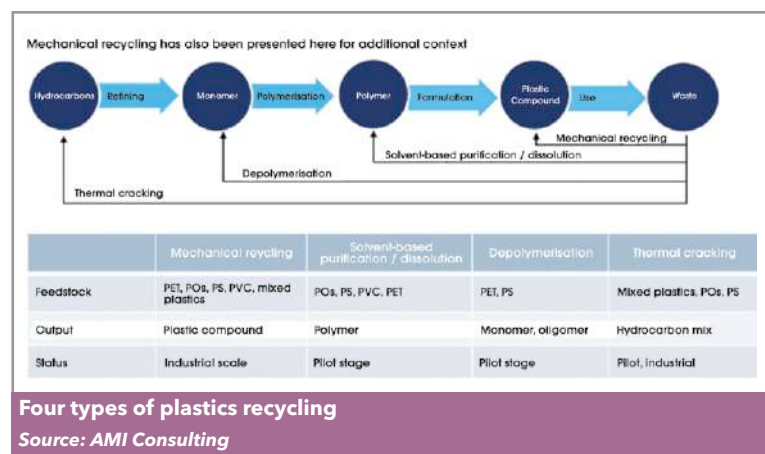 Mechanical recycling has also been presented here for additional context
Hydrocarbons
Refining
Monomer
Polymerisation
Polymer
Formulation
Plastic
Compound
Use
Waste
Mechanical recycling
Solvent-based purification / dissolution
Depolymerisation
Thermal cracking
Mechanical reycling
Solvent-based
purification / dissolution
Depolymerisation
Thermal cracking
Feedstock
PET, POs, PS, PVC, mixed
plastics
POs, PS, PVC, PET
PET, PS
Mixed plastics, POs, PS
Output
Plastic compound
Polymer
Monomer, oligomer
Hydrocarbon mix
Status
Industrial scale
Pilot stage
Pilot stage
Pilot, industrial
Four types of plastics recycling
Source: AMI Consulting